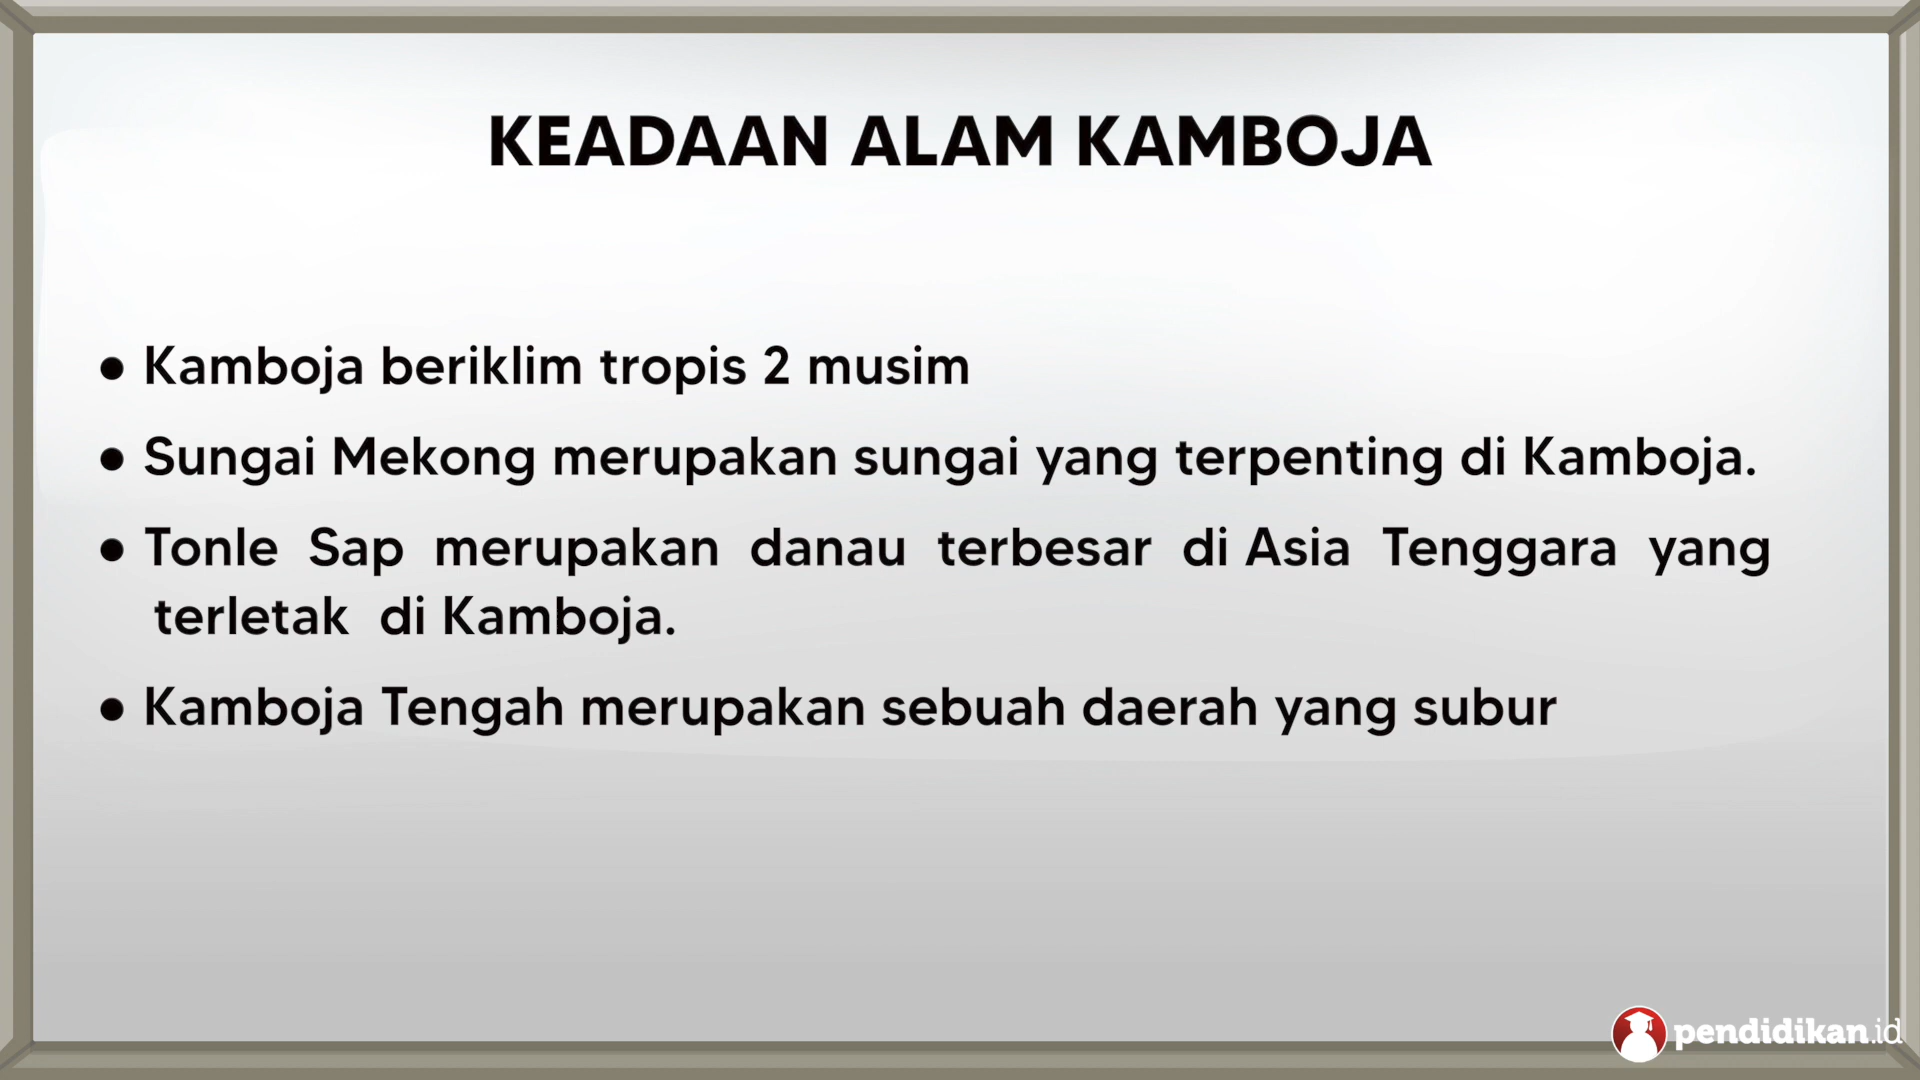 KEADAAN ALAM KAMBOJA
• Kamboja beriklim tropis 2 musim
• Sungai Mekong merupakan sungai yang terpenting di Kamboja.
• Tonle Sap merupakan danau terbesar di Asia Tenggara yang
terletak di Kamboja.
• Kamboja Tengah merupakan sebuah daerah yang subur
pendidikan.id